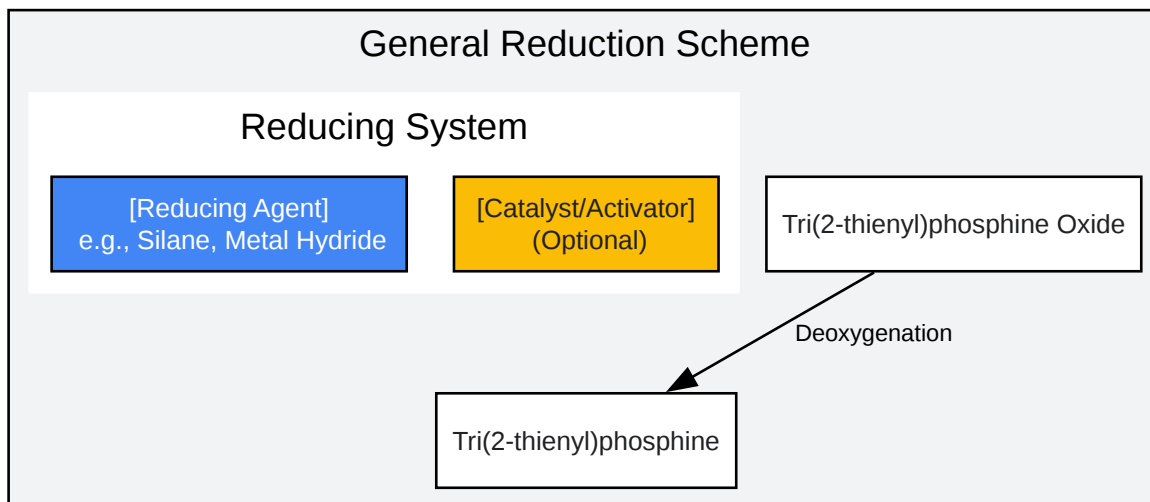 General Reduction Scheme
Reducing System
[Reducing Agent]
e.g., Silane, Metal Hydride
[Catalyst/Activator]
(Optional)
Tri(2-thienyl)phosphine Oxide
Deoxygenation
Tri(2-thienyl)phosphine